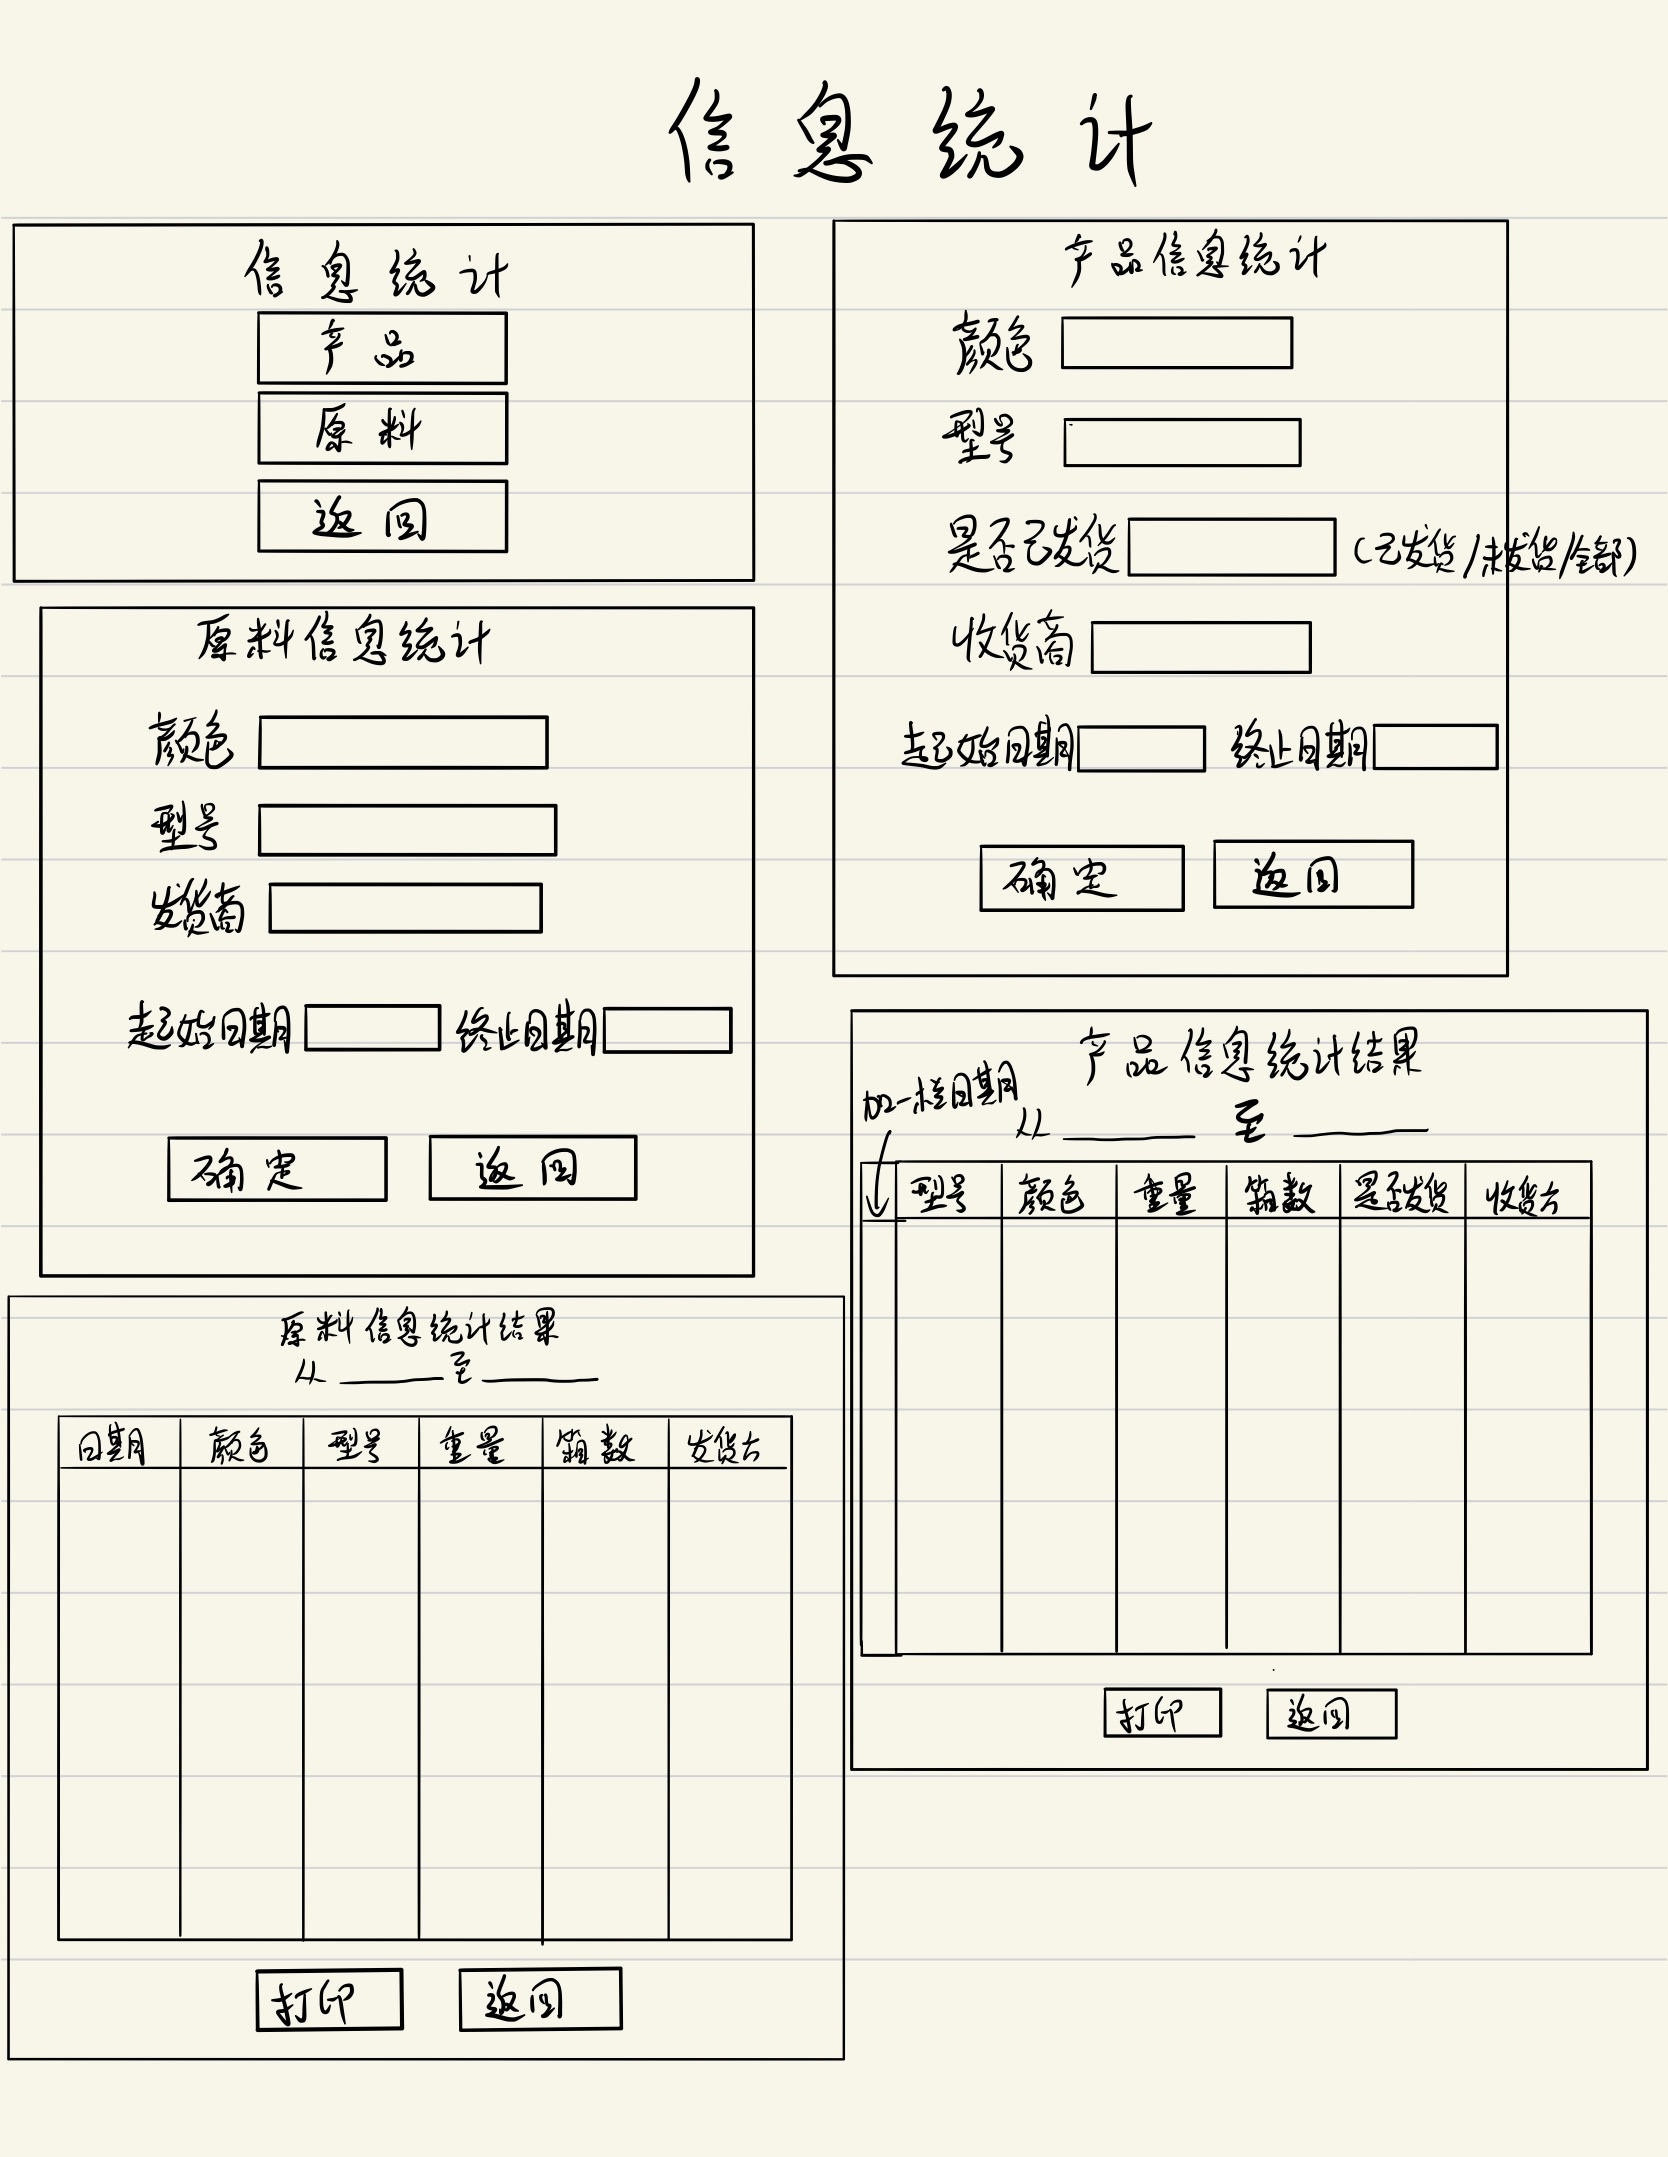 信息统计
信息统计
产品
原料
返回
产品信息统计
颜色
型号
是否已发货 (已发货/未发货/全部)
收货商
起始日期 终止日期
确定 返回
原料信息统计
颜色
型号
发货商
起始日期 终止日期
确定 返回
产品信息统计结果
加一栏日期
从 至
型号 颜色 重量 箱数 是否发货 收货方
打印 返回
原料信息统计结果
从 至
日期 颜色 型号 重量 箱数 发货方
打印 返回